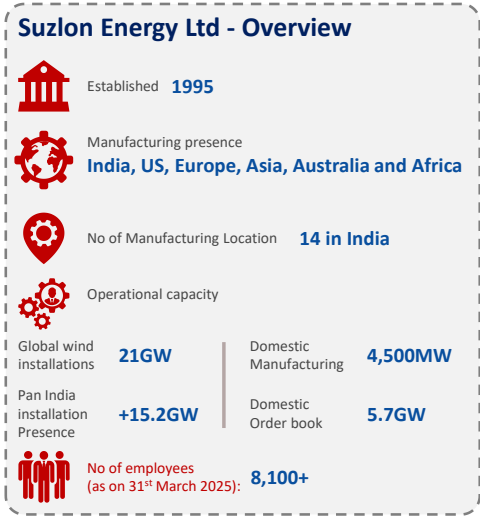 Suzlon Energy Ltd - Overview
Established 1995
Manufacturing presence
India, US, Europe, Asia, Australia and Africa
No of Manufacturing Location 14 in India
Operational capacity
Global wind
installations 21GW
Domestic
Manufacturing 4,500MW
Pan India
installation
Presence +15.2GW
Domestic
Order book 5.7GW
No of employees
(as on 31st March 2025): 8,100+